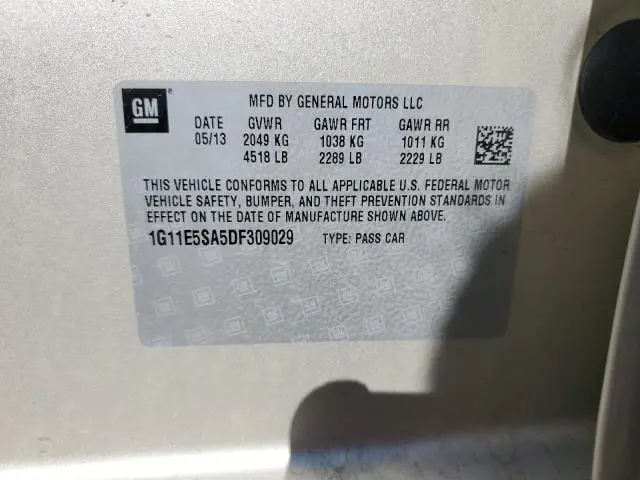 GM
MFD BY GENERAL MOTORS LLC
DATE GVWR GAWR FRT GAWR RR
05/13 2049 KG 1038 KG 1011 KG
4518 LB 2289 LB 2229 LB
THIS VEHICLE CONFORMS TO ALL APPLICABLE U.S. FEDERAL MOTOR
VEHICLE SAFETY, BUMPER, AND THEFT PREVENTION STANDARDS IN
EFFECT ON THE DATE OF MANUFACTURE SHOWN ABOVE.
1G11E5SA5DF309029 TYPE: PASS CAR